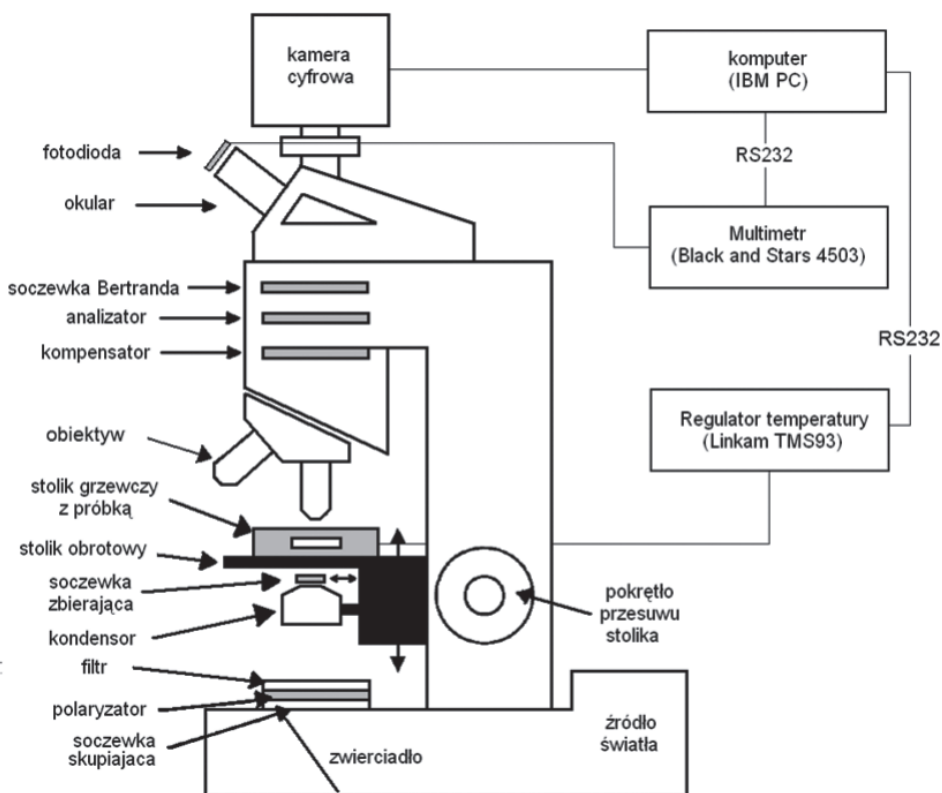 kamera
cyfrowa
komputer
(IBM PC)
fotodioda
RS232
okular
Multimetr
(Black and Stars 4503)
soczewka Bertranda
analizator
kompensator
RS232
Regulator temperatury
(Linkam TMS93)
obiektyw
stolik grzewczy
z próbką
stolik obrotowy
soczewka
zbierająca
kondensor
pokrętło
przesuwu
stolika
filtr
polaryzator
soczewka
skupiajaca
zwierciadło
źródło
światła